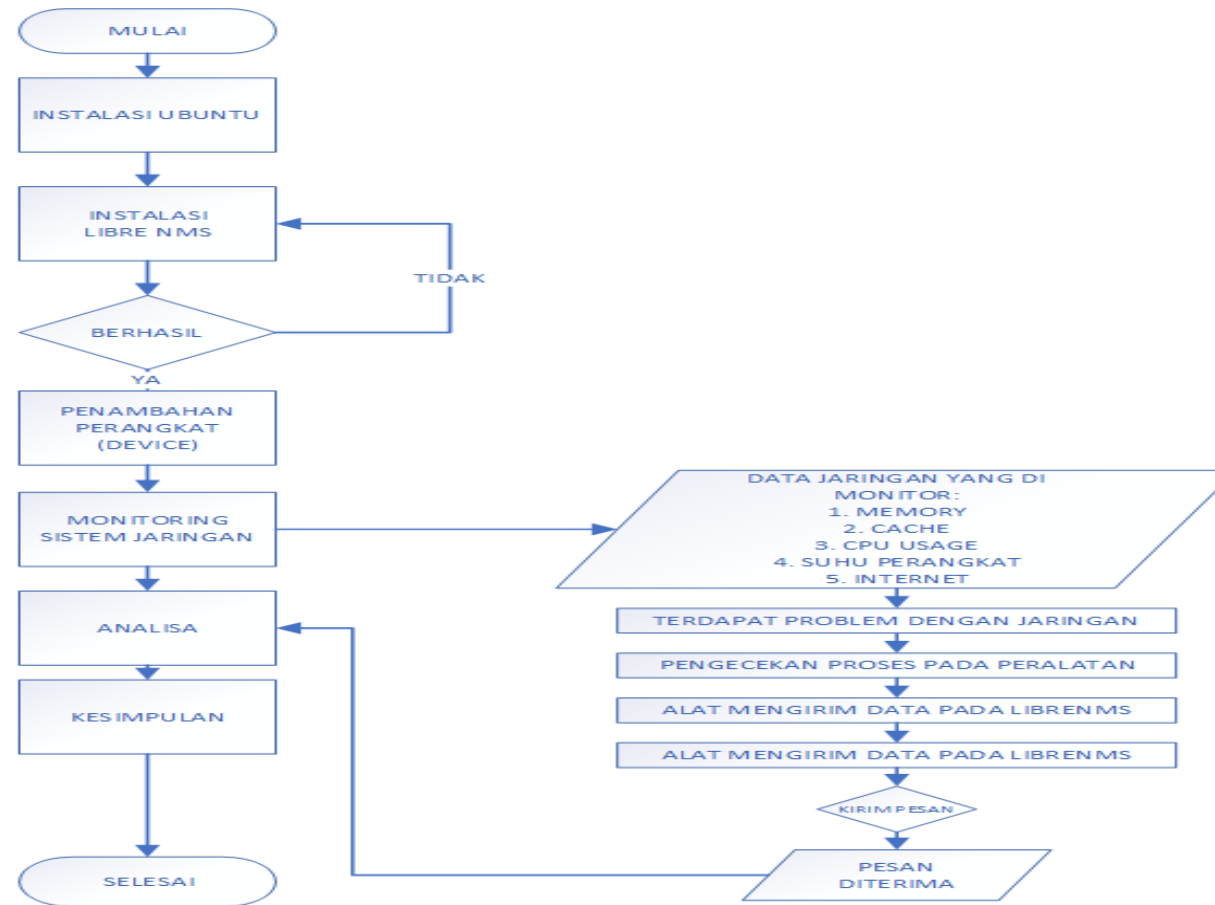 MULAI
INSTALASI UBUNTU
INSTALASI
LIBRE NMS
TIDAK
BERHASIL
YA
PENAMBAHAN
PERANGKAT
(DEVICE)
MONITORING
SISTEM JARINGAN
ANALISA
KESIMPULAN
SELESAI
DATA JARINGAN YANG DI
MONITOR:
1. MEMORY
2. CACHE
3. CPU USAGE
4. SUHU PERANGKAT
5. INTERNET
TERDAPAT PROBLEM DENGAN JARINGAN
PENGECEKAN PROSES PADA PERALATAN
ALAT MENGIRIM DATA PADA LIBRENMS
ALAT MENGIRIM DATA PADA LIBRENMS
KIRIM PESAN
PESAN
DITERIMA